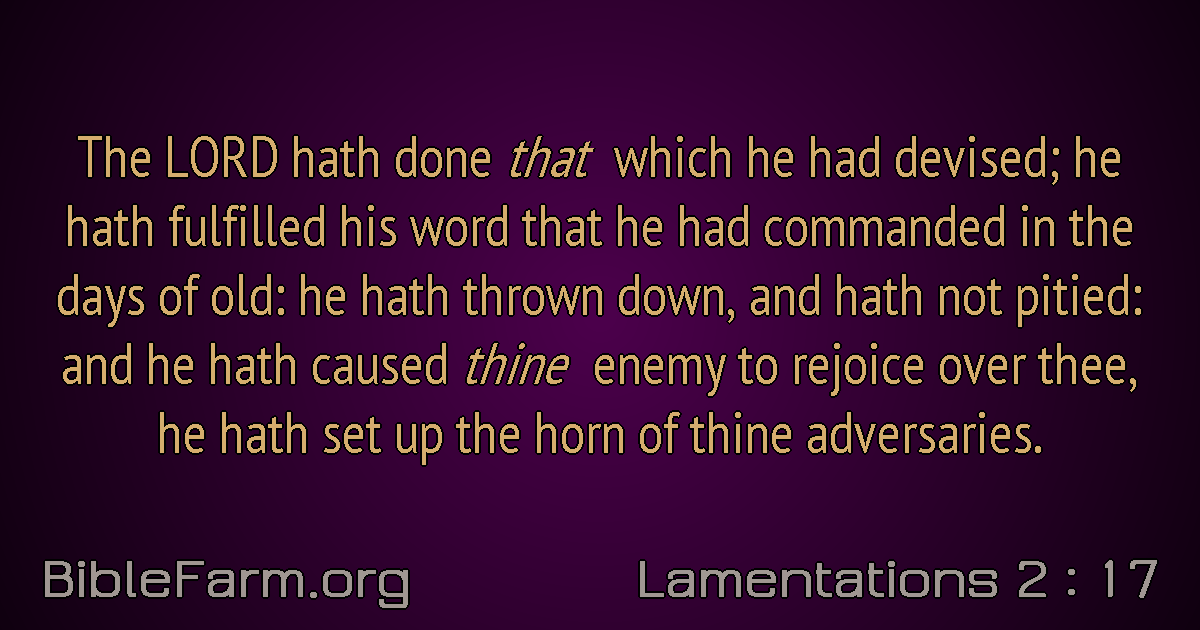 The LORD hath done that which he had devised; he
hath fulfilled his word that he had commanded in the
days of old: he hath thrown down, and hath not pitied:
and he hath caused thine enemy to rejoice over thee,
he hath set up the horn of thine adversaries.
BibleFarm.org
Lamentations 2 : 17